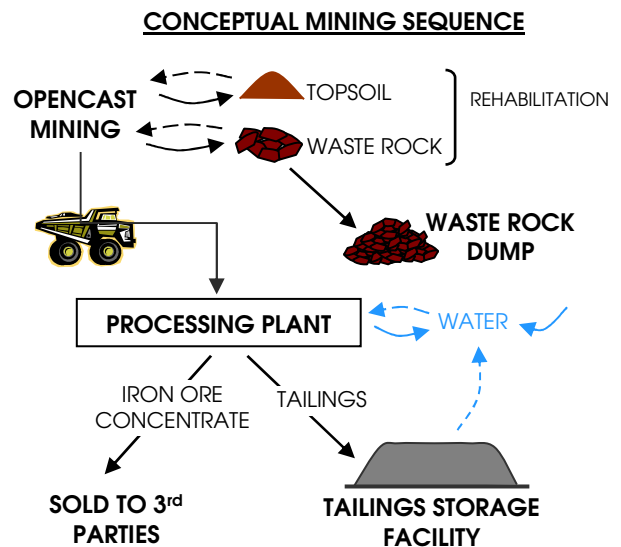 CONCEPTUAL MINING SEQUENCE
TOPSOIL
OPENCAST
MINING
REHABILITATION
WASTE ROCK
WASTE ROCK
DUMP
PROCESSING PLANT
WATER
IRON ORE
CONCENTRATE
TAILINGS
SOLD TO 3rd
PARTIES
TAILINGS STORAGE
FACILITY